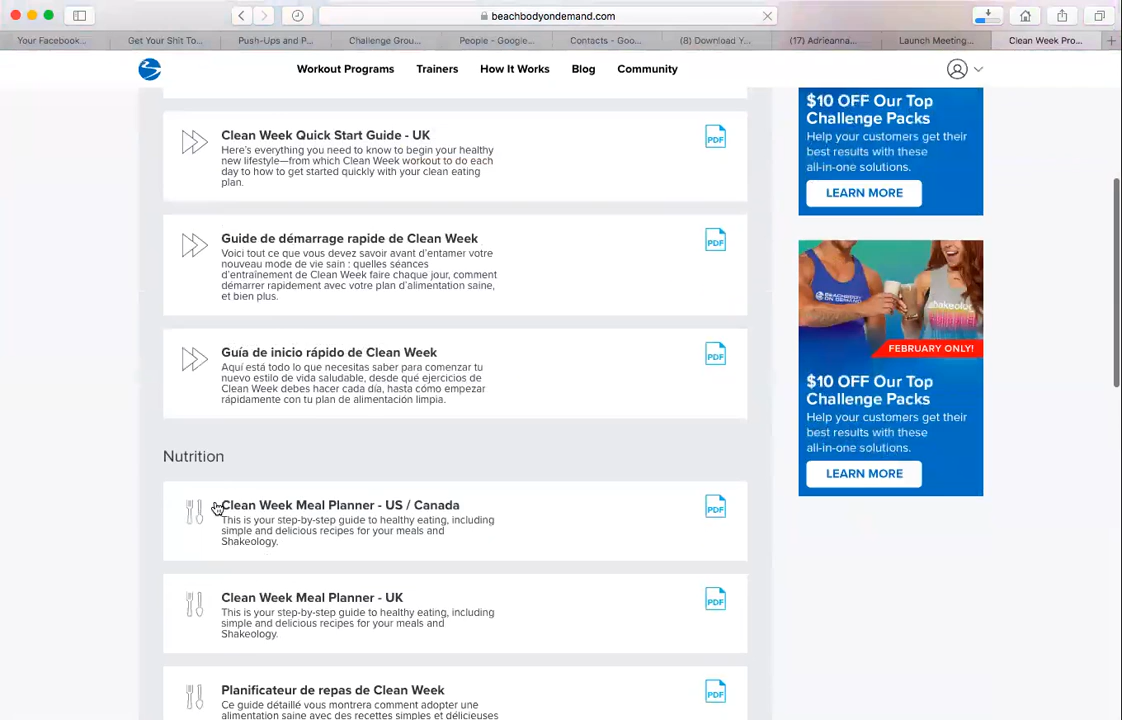 beachbodyondemand.com
Your Facebook...
Get Your Shit To...
Push-Ups and P...
Challenge Grou...
People - Google...
Contacts - Goo...
(8) Download Y...
(17) Adrieanna...
Launch Meeting...
Clean Week Pro...
Workout Programs
Trainers
How It Works
Blog
Community
Clean Week Quick Start Guide - UK
Here's everything you need to know to begin your healthy
new lifestyle—from which Clean Week workout to do each
day to how to get started quickly with your clean eating
plan.
PDF
Guide de démarrage rapide de Clean Week
Voici tout ce que vous devez savoir avant d'entamer votre
nouveau mode de vie sain : quelles séances
d'entraînement de Clean Week faire chaque jour, comment
démarrer rapidement avec votre plan d'alimentation saine,
et bien plus.
PDF
Guía de inicio rápido de Clean Week
Aquí está todo lo que necesitas saber para comenzar tu
nuevo estilo de vida saludable, desde qué ejercicios de
Clean Week debes hacer cada día, hasta cómo empezar
rápidamente con tu plan de alimentación limpia.
PDF
Nutrition
Clean Week Meal Planner - US / Canada
This is your step-by-step guide to healthy eating, including
simple and delicious recipes for your meals and
Shakeology.
PDF
Clean Week Meal Planner - UK
This is your step-by-step guide to healthy eating, including
simple and delicious recipes for your meals and
Shakeology.
PDF
Planificateur de repas de Clean Week
Ce guide détaillé vous montrera comment adopter une
alimentation saine avec des recettes simples et délicieuses
PDF
$10 OFF Our Top
Challenge Packs
Help your customers get their
best results with these
all-in-one solutions.
LEARN MORE
BEACHBODY
ON DEMAND
shakeology
FEBRUARY ONLY!
$10 OFF Our Top
Challenge Packs
Help your customers get their
best results with these
all-in-one solutions.
LEARN MORE